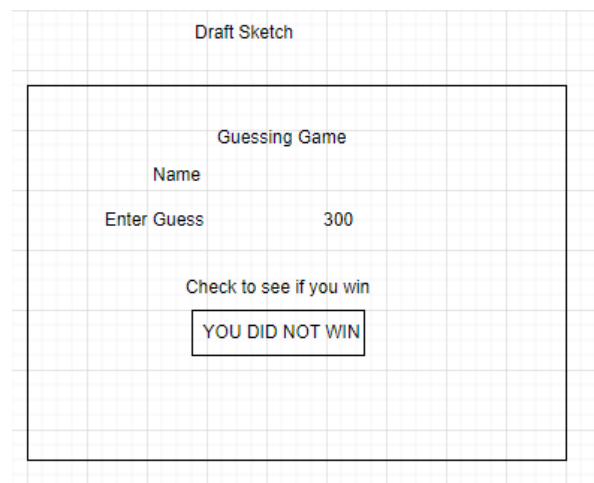 Draft Sketch
Guessing Game
Name
Enter Guess 300
Check to see if you win
YOU DID NOT WIN